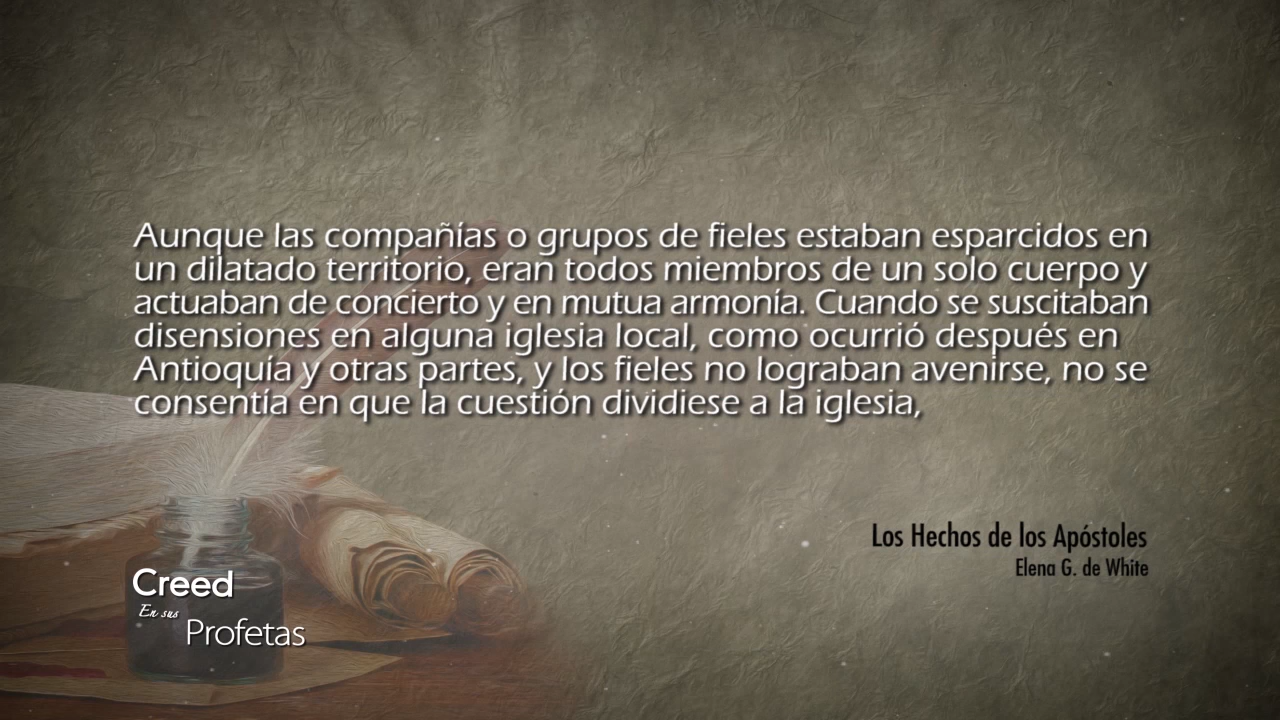 Aunque las compañías o grupos de fieles estaban esparcidos en
un dilatado territorio, eran todos miembros de un solo cuerpo y
actuaban de concierto y en mutua armonía. Cuando se suscitaban
disensiones en alguna iglesia local, como ocurrió después en
Antioquía y otras partes, y los fieles no lograban avenirse, no se
consentía en que la cuestión dividiese a la iglesia,
Los Hechos de los Apóstoles
Elena G. de White
Creed
En sus
Profetas